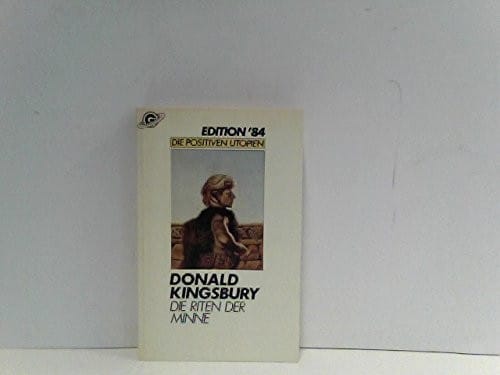 EDITION '84
DIE POSITIVEN UTOPIEN
DONALD
KINGSBURY
DIE RITEN DER
MINNE